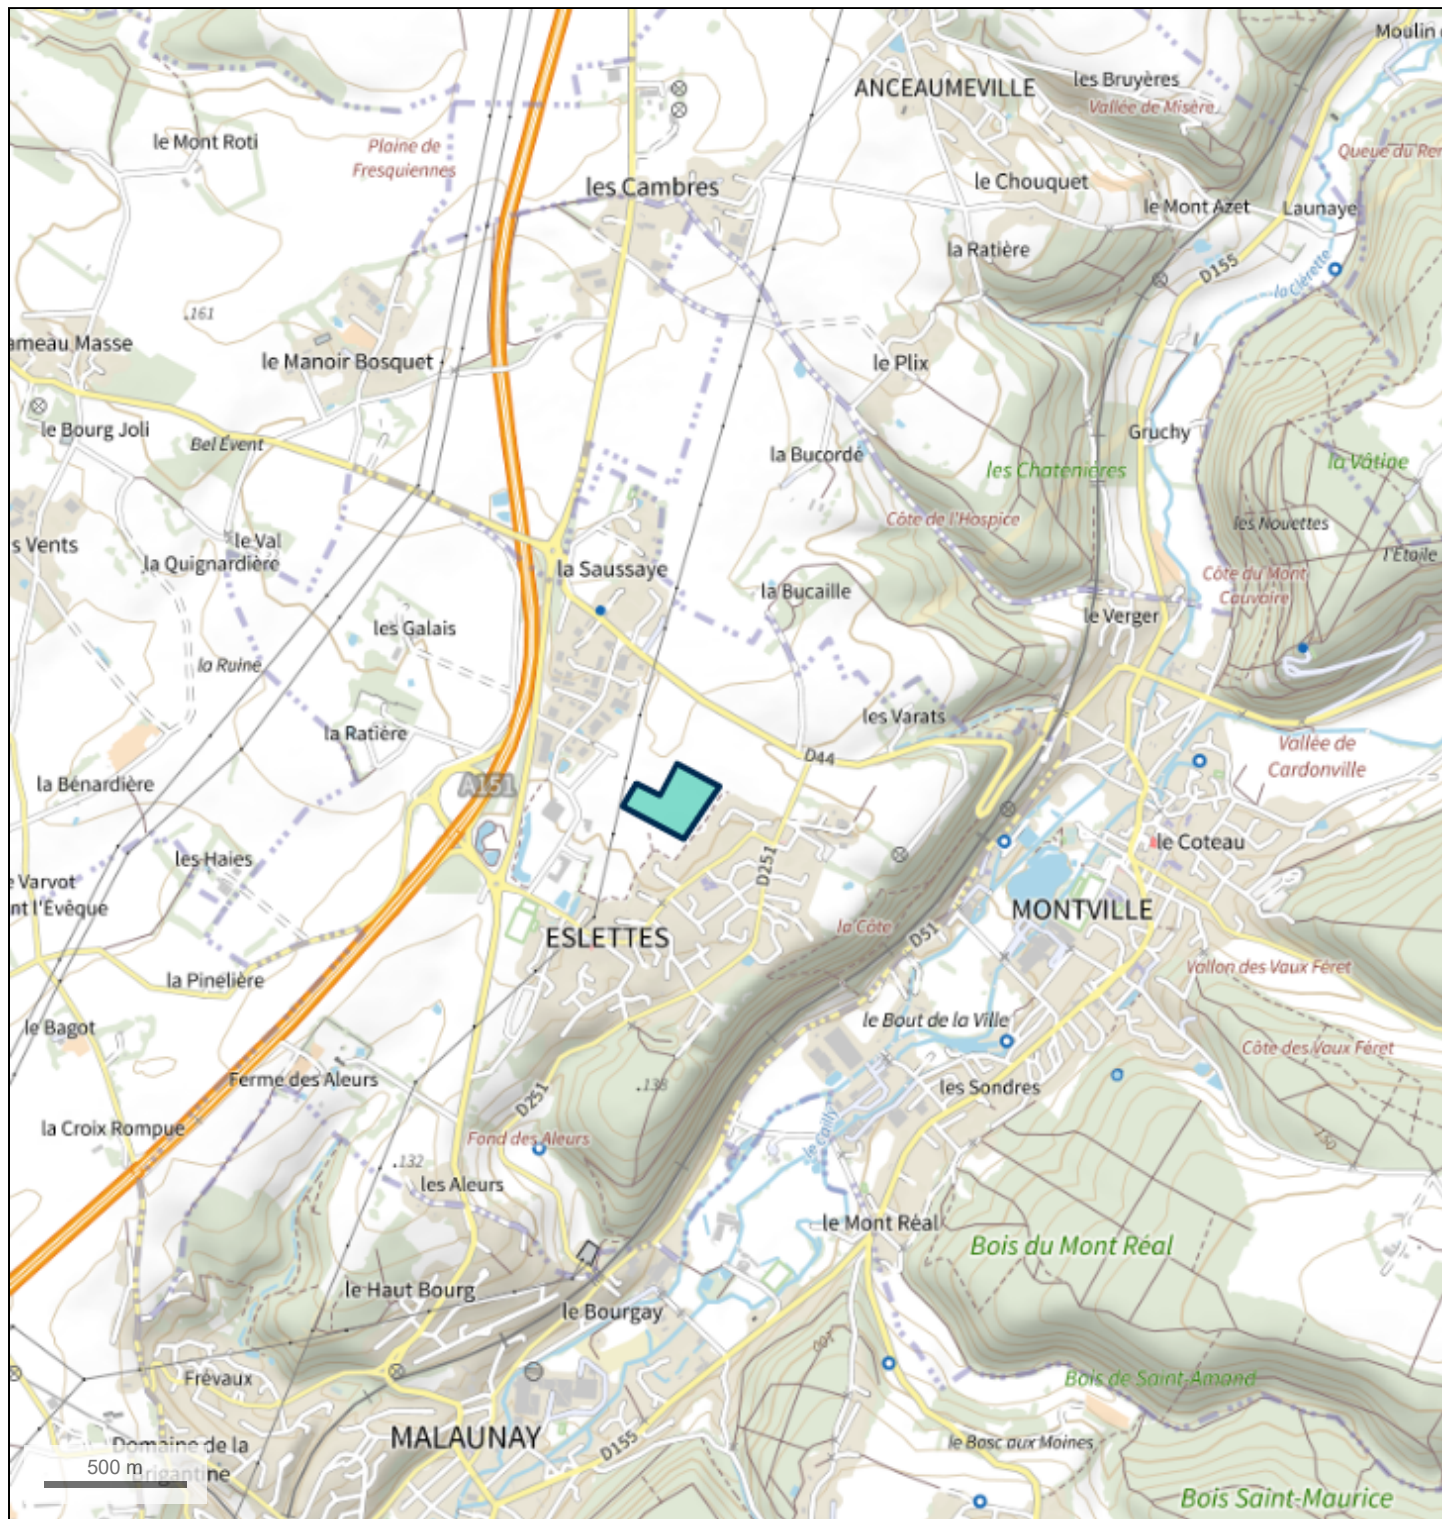 Moulin
ANCEAUMEVILLE
les Bruyères
Vallée de Misère
le Mont Roti
Plaine de
Fresquiennes
Queue du Ren
les Cambres
le Chouquet
le Mont Azet
Launaye
la Ratière
D155
la Clérette
161
ameau Masse
le Manoir Bosquet
le Plix
le Bourg Joli
Bel Event
Gruchy
la Bucorde
les Chatenières
la Vâtine
Côte de l'Hospice
les Nouettes
s Vents
le Val
la Quignardière
la Saussaye
l'Etoile
Côte du Mont
Cauvaire
la Bucaille
le Verger
les Galais
la Ruine
les Varats
la Ratière
D44
Vallée de
Cardonville
la Bénardière
A151
le Coteau
les Haies
D251
e Varvot
nt l'Evêque
MONTVILLE
la Côte
D51
ESLETTES
la Pinelière
Vallon des Vaux Féret
le Bagot
le Bout de la Ville
Côte des Vaux Féret
Ferme des Aleurs
138
les Sondres
D251
la Croix Rompue
Fond des Aleurs
le Cailly
150
132
les Aleurs
le Mont Réal
Bois du Mont Réal
le Haut Bourg
le Bourgay
100
Frévaux
Bois de Saint-Amand
MALAUNAY
D155
le Bosc aux Moines
Domaine de la
Brigantine
500 m
Bois Saint-Maurice